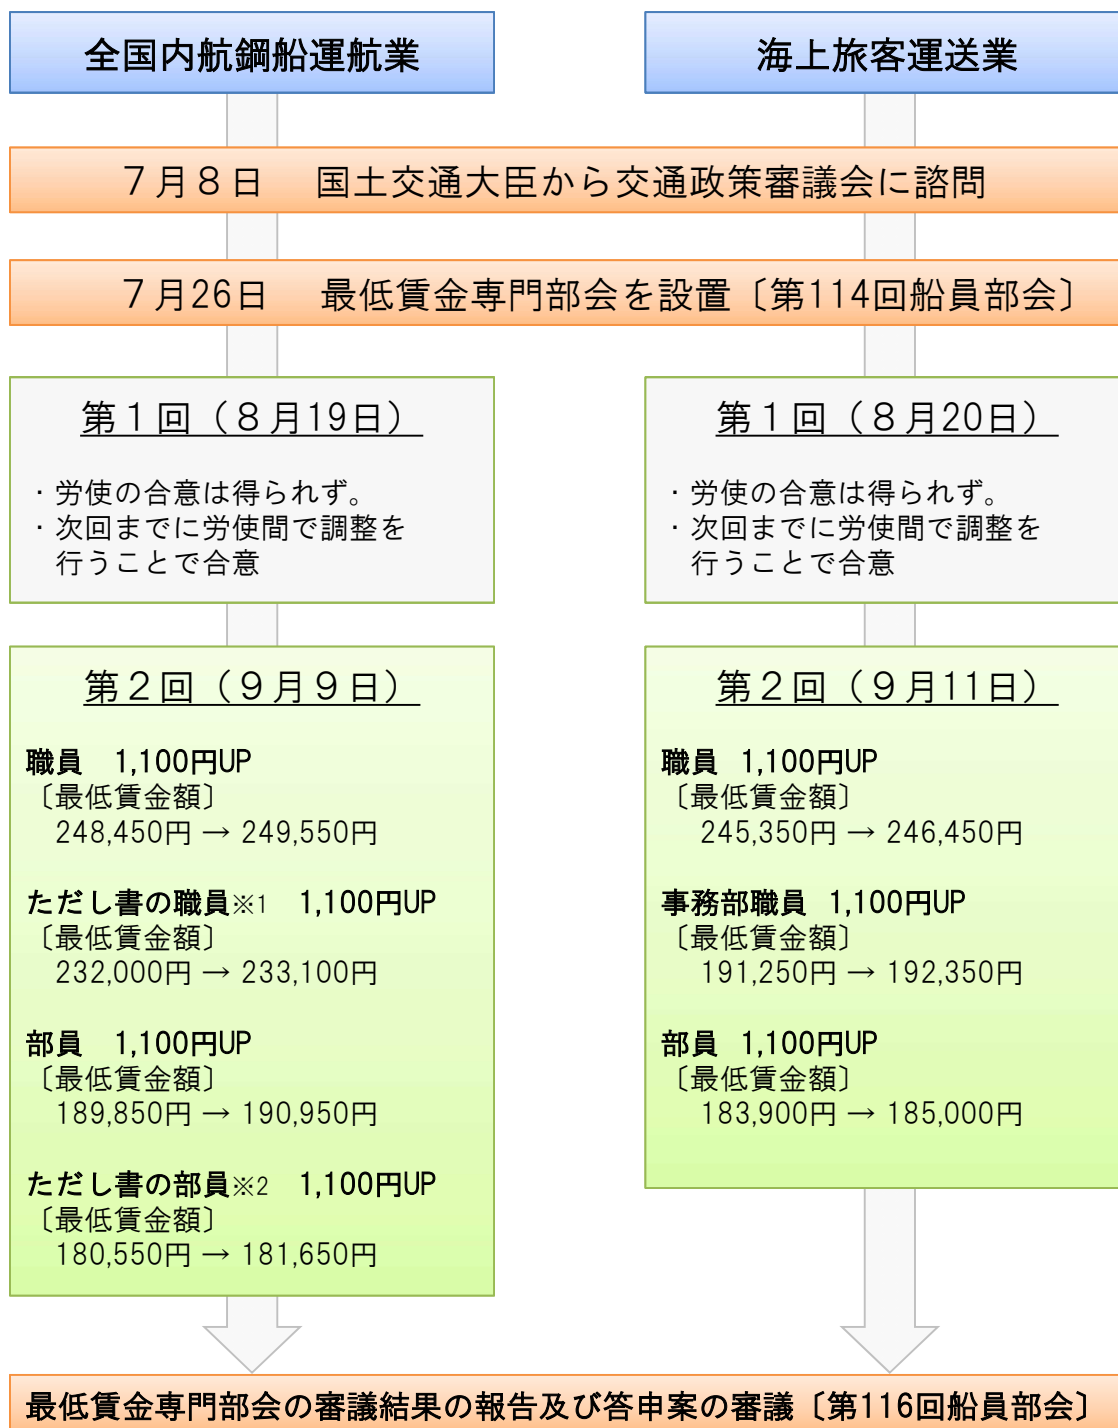 全国内航鋼船運航業
海上旅客運送業
７月８日　国土交通大臣から交通政策審議会に諮問
７月26日　最低賃金専門部会を設置〔第114回船員部会〕
第１回（８月19日）
・労使の合意は得られず。
・次回までに労使間で調整を
行うことで合意
第１回（８月20日）
・労使の合意は得られず。
・次回までに労使間で調整を
行うことで合意
第２回（９月９日）
職員　1,100円UP
〔最低賃金額〕
248,450円 → 249,550円
ただし書の職員※1　1,100円UP
〔最低賃金額〕
232,000円 → 233,100円
部員　1,100円UP
〔最低賃金額〕
189,850円 → 190,950円
ただし書の部員※2　1,100円UP
〔最低賃金額〕
180,550円 → 181,650円
第２回（９月11日）
職員　1,100円UP
〔最低賃金額〕
245,350円 → 246,450円
事務部職員　1,100円UP
〔最低賃金額〕
191,250円 → 192,350円
部員　1,100円UP
〔最低賃金額〕
183,900円 → 185,000円
最低賃金専門部会の審議結果の報告及び答申案の審議〔第116回船員部会〕